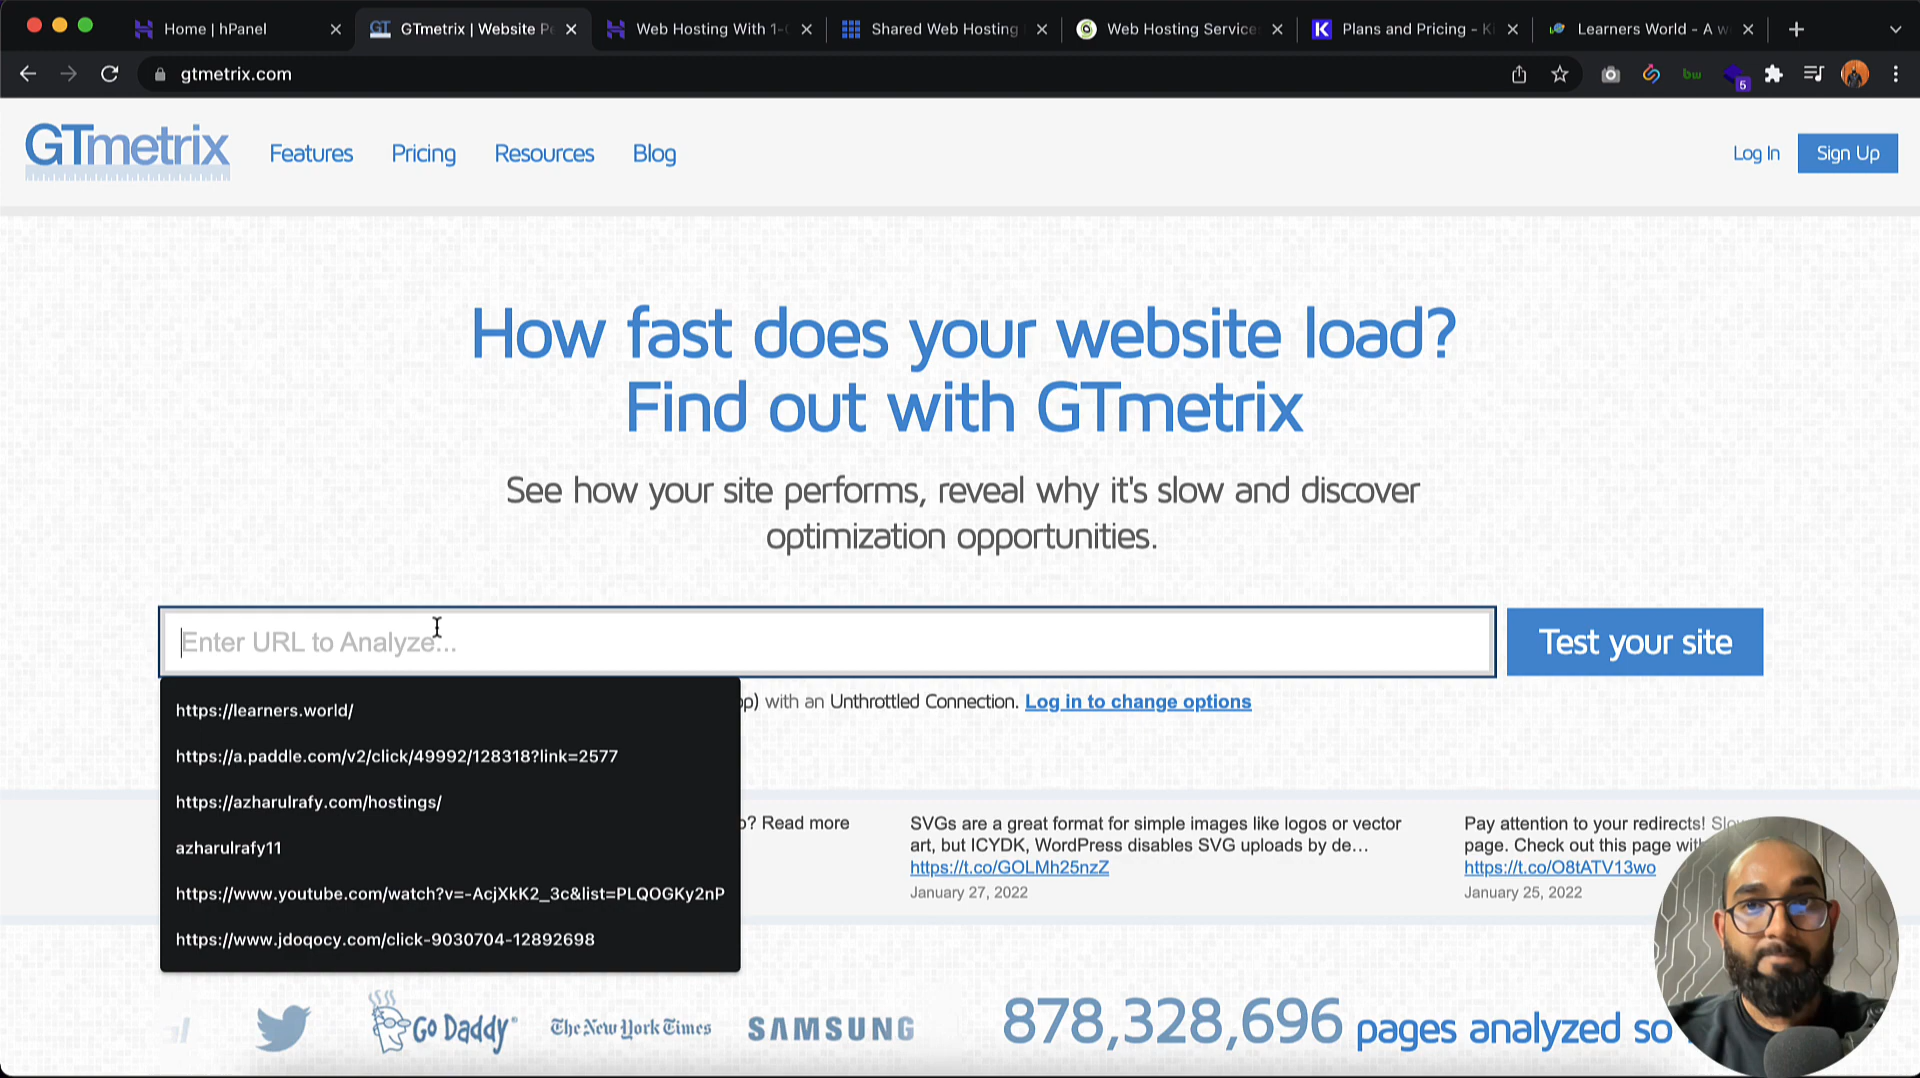 Home | hPanel
GTmetrix | Website Pe
Web Hosting With 1-
Shared Web Hosting
Web Hosting Service
Plans and Pricing - Ki
Learners World - A w
gtmetrix.com
bw
5
GTmetrix
Features
Pricing
Resources
Blog
Log In
Sign Up
How fast does your website load?
Find out with GTmetrix
See how your site performs, reveal why it's slow and discover
optimization opportunities.
Enter URL to Analyze...
Test your site
https://learners.world/
https://a.paddle.com/v2/click/49992/128318?link=2577
https://azharulrafy.com/hostings/
azharulrafy11
https://www.youtube.com/watch?v=-AcjXkK2_3c&list=PLQOGKy2nP
https://www.jdoqocy.com/click-9030704-12892698
op) with an Unthrottled Connection. Log in to change options
? Read more
SVGs are a great format for simple images like logos or vector
art, but ICYDK, WordPress disables SVG uploads by de...
https://t.co/GOLMh25nzZ
January 27, 2022
Pay attention to your redirects! Slow
page. Check out this page with
https://t.co/O8tATV13wo
January 25, 2022
Go Daddy
The New York Times
SAMSUNG
878,328,696 pages analyzed so